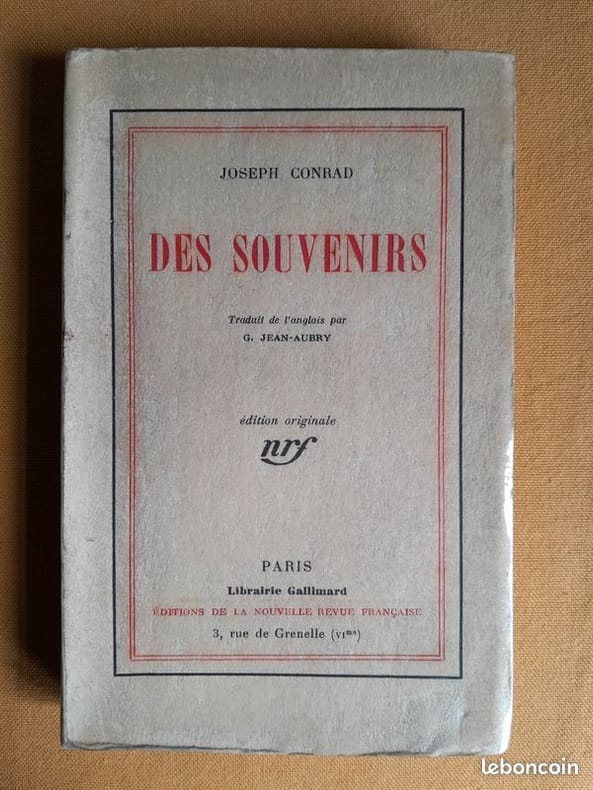 JOSEPH CONRAD
DES SOUVENIRS
Traduit de l'anglais par
G. JEAN-AUBRY
édition originale
nrf
PARIS
Librairie Gallimard
ÉDITIONS DE LA NOUVELLE REVUE FRANÇAISE
3, rue de Grenelle (VIme)
leboncoin